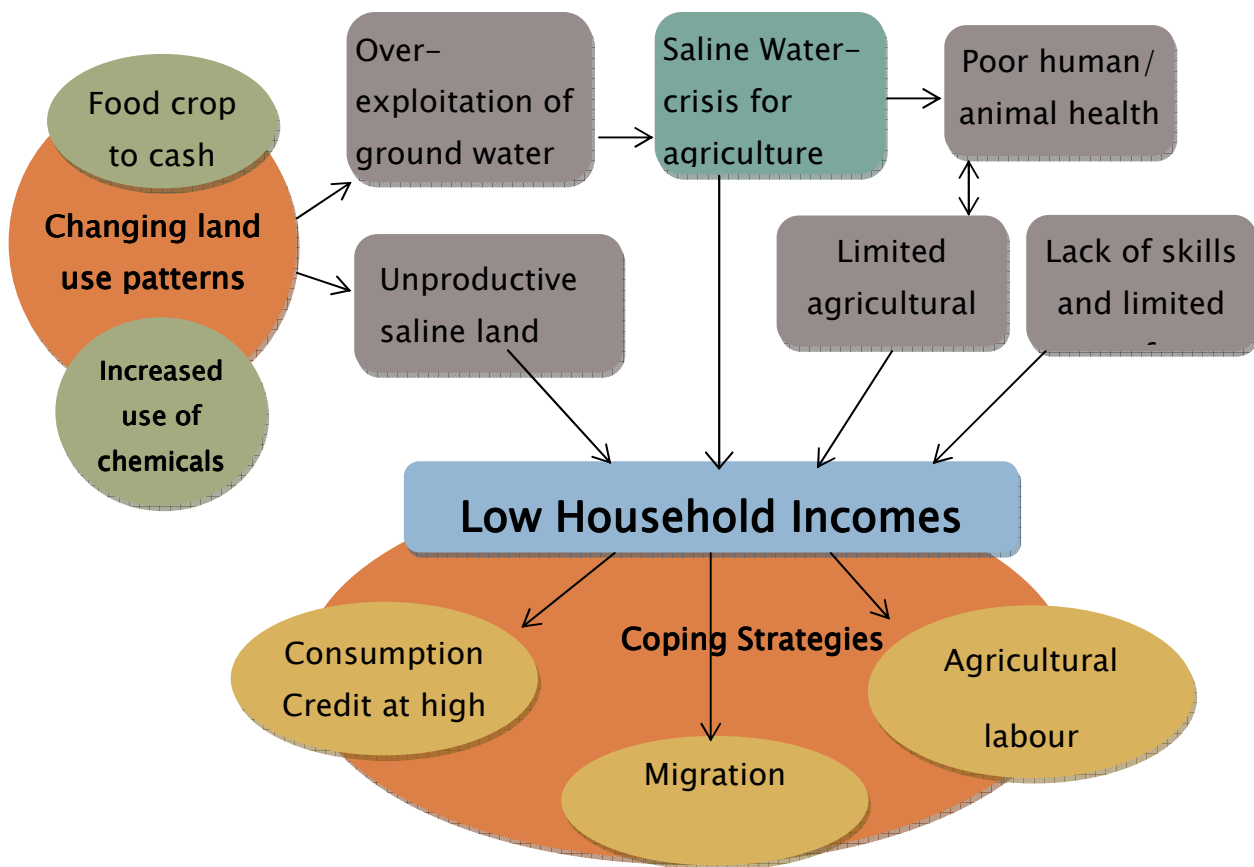 Food crop
to cash
Changing land
use patterns
Increased
use of
chemicals
Over-
exploitation of
ground water
Unproductive
saline land
Saline Water-
crisis for
agriculture
Poor human/
animal health
Limited
agricultural
Lack of skills
and limited
Low Household Incomes
Coping Strategies
Consumption
Credit at high
Migration
Agricultural
labour